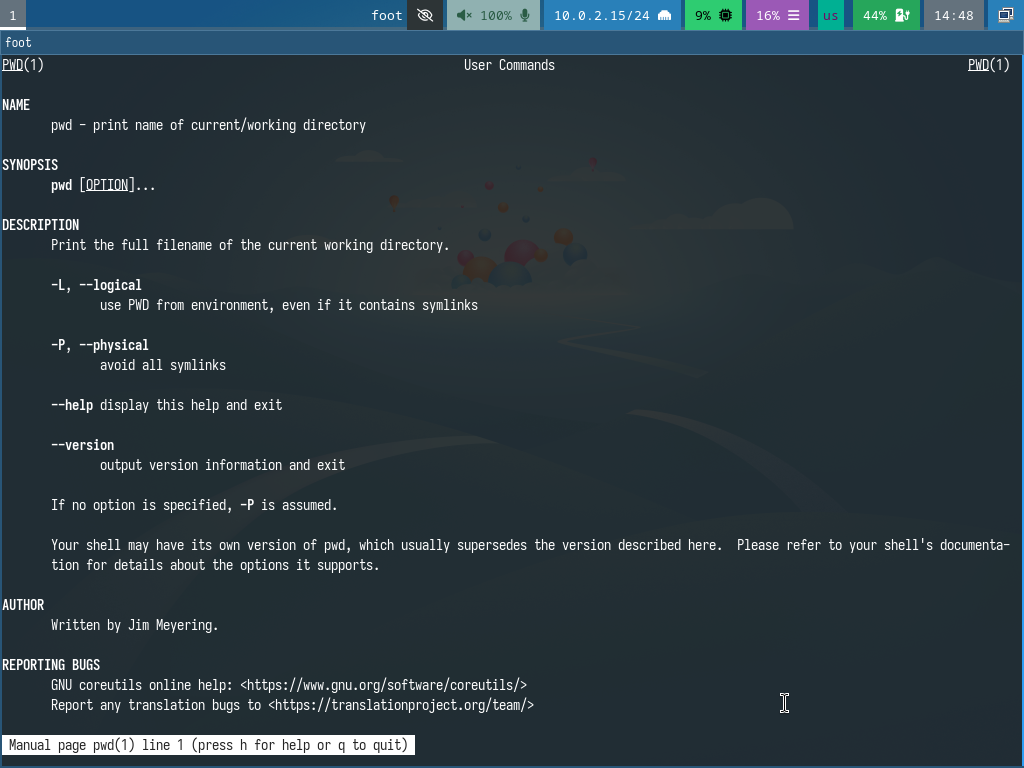 1 foot 100% 10.0.2.15/24 9% 16% us 44% 14:48
foot
PWD(1) User Commands PWD(1)
NAME
pwd - print name of current/working directory
SYNOPSIS
pwd [OPTION]...
DESCRIPTION
Print the full filename of the current working directory.
-L, --logical
use PWD from environment, even if it contains symlinks
-P, --physical
avoid all symlinks
--help display this help and exit
--version
output version information and exit
If no option is specified, -P is assumed.
Your shell may have its own version of pwd, which usually supersedes the version described here.  Please refer to your shell's documenta-
tion for details about the options it supports.
AUTHOR
Written by Jim Meyering.
REPORTING BUGS
GNU coreutils online help: <https://www.gnu.org/software/coreutils/>
Report any translation bugs to <https://translationproject.org/team/>
Manual page pwd(1) line 1 (press h for help or q to quit)